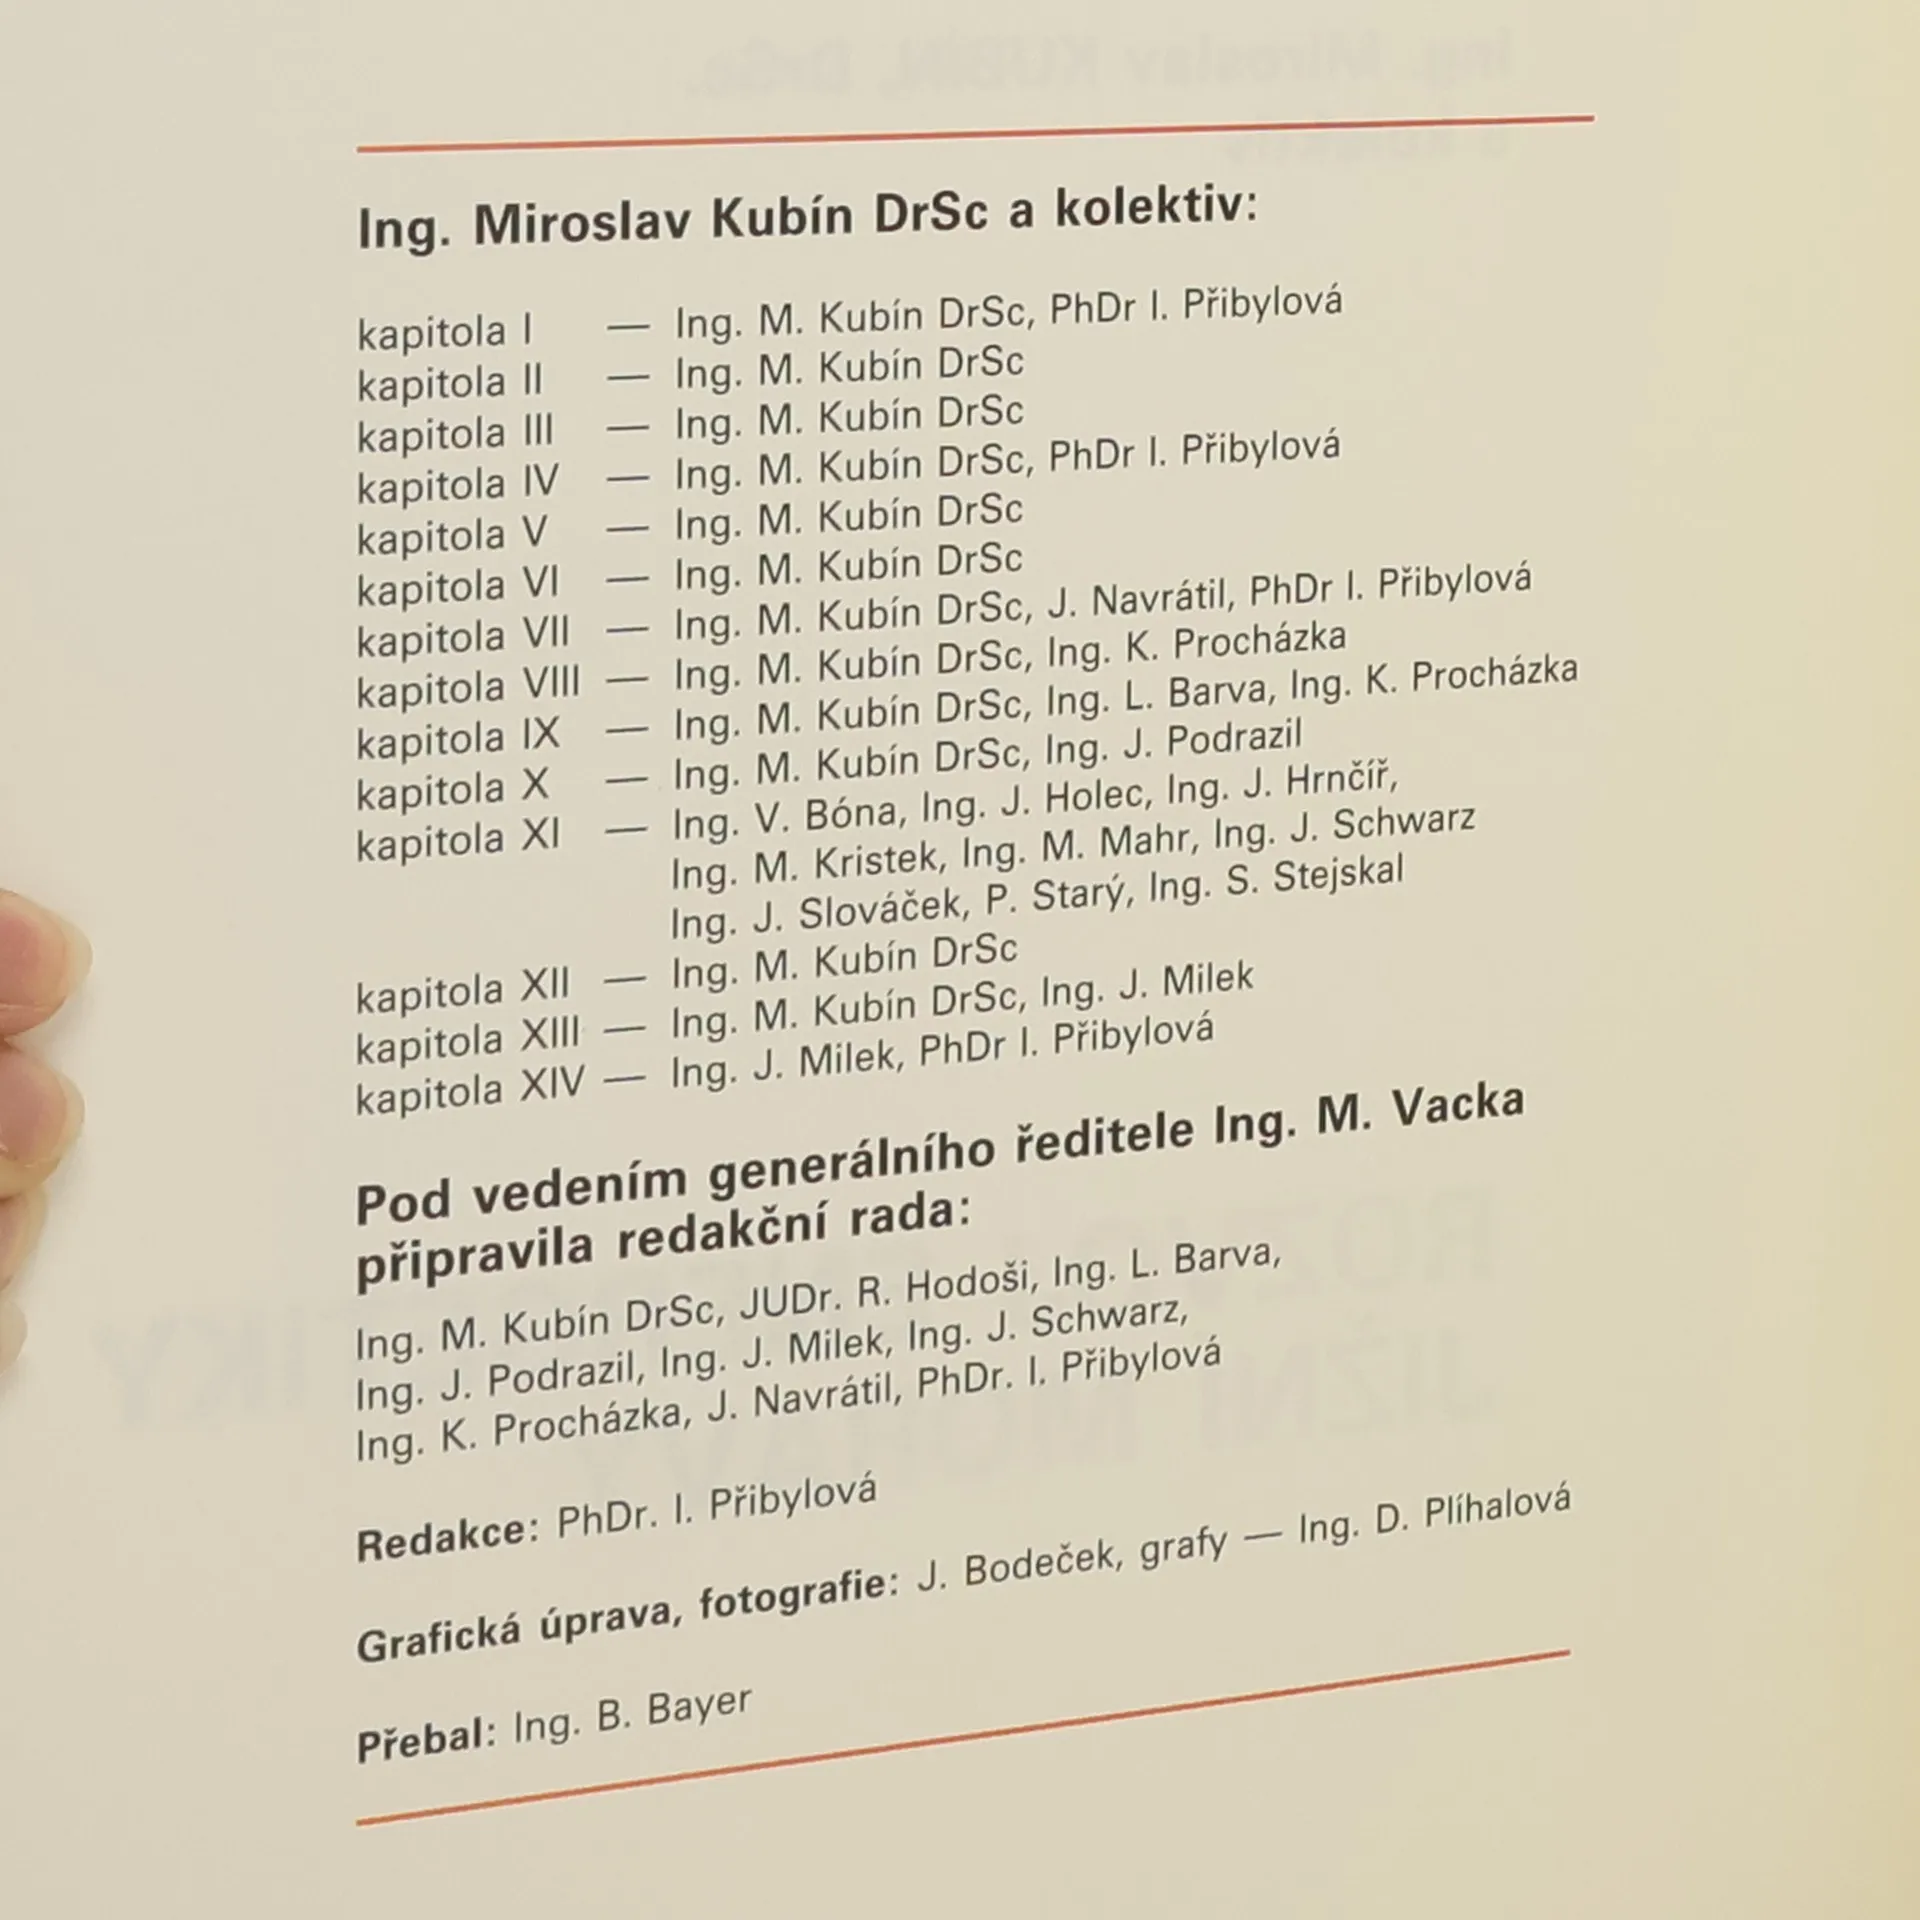 Ing. Miroslav Kubín DrSc a kolektiv:
kapitola I — Ing. M. Kubín DrSc, PhDr I. Přibylová
kapitola II — Ing. M. Kubín DrSc
kapitola III — Ing. M. Kubín DrSc
kapitola IV — Ing. M. Kubín DrSc, PhDr I. Přibylová
kapitola V — Ing. M. Kubín DrSc
kapitola VI — Ing. M. Kubín DrSc
kapitola VII — Ing. M. Kubín DrSc, J. Navrátil, PhDr I. Přibylová
kapitola VIII — Ing. M. Kubín DrSc, Ing. K. Procházka
kapitola IX — Ing. M. Kubín DrSc, Ing. L. Barva, Ing. K. Procházka
kapitola X — Ing. M. Kubín DrSc, Ing. J. Podrazil
kapitola XI — Ing. V. Bóna, Ing. J. Holec, Ing. J. Hrnčíř,
Ing. M. Kristek, Ing. M. Mahr, Ing. J. Schwarz
Ing. J. Slováček, P. Starý, Ing. S. Stejskal
kapitola XII — Ing. M. Kubín DrSc
kapitola XIII — Ing. M. Kubín DrSc, Ing. J. Milek
kapitola XIV — Ing. J. Milek, PhDr I. Přibylová
Pod vedením generálního ředitele Ing. M. Vacka
připravila redakční rada:
Ing. M. Kubín DrSc, JUDr. R. Hodoši, Ing. L. Barva,
Ing. J. Podrazil, Ing. J. Milek, Ing. J. Schwarz,
Ing. K. Procházka, J. Navrátil, PhDr. I. Přibylová
Redakce: PhDr. I. Přibylová
Grafická úprava, fotografie: J. Bodeček, grafy — Ing. D. Plíhalová
Přebal: Ing. B. Bayer